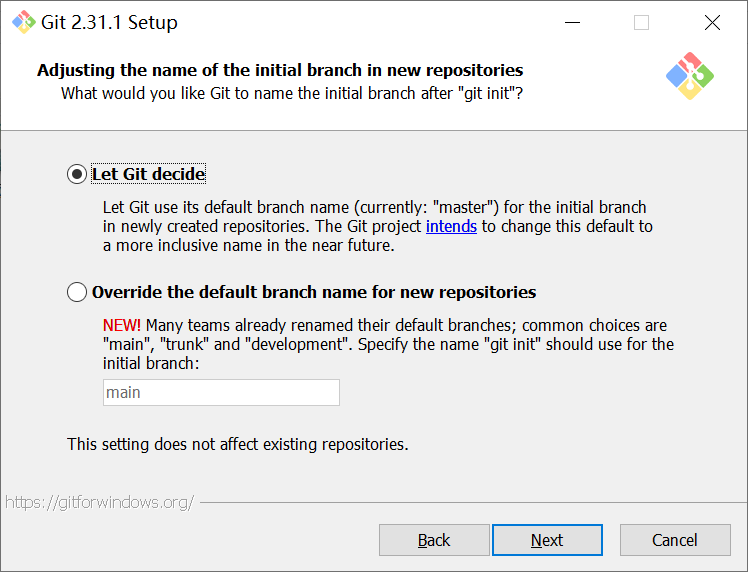 Git 2.31.1 Setup
Adjusting the name of the initial branch in new repositories
What would you like Git to name the initial branch after "git init"?
Let Git decide
Let Git use its default branch name (currently: "master") for the initial branch
in newly created repositories. The Git project intends to change this default to
a more inclusive name in the near future.
Override the default branch name for new repositories
NEW! Many teams already renamed their default branches; common choices are
"main", "trunk" and "development". Specify the name "git init" should use for the
initial branch:
main
This setting does not affect existing repositories.
https://gitforwindows.org/
Back
Next
Cancel